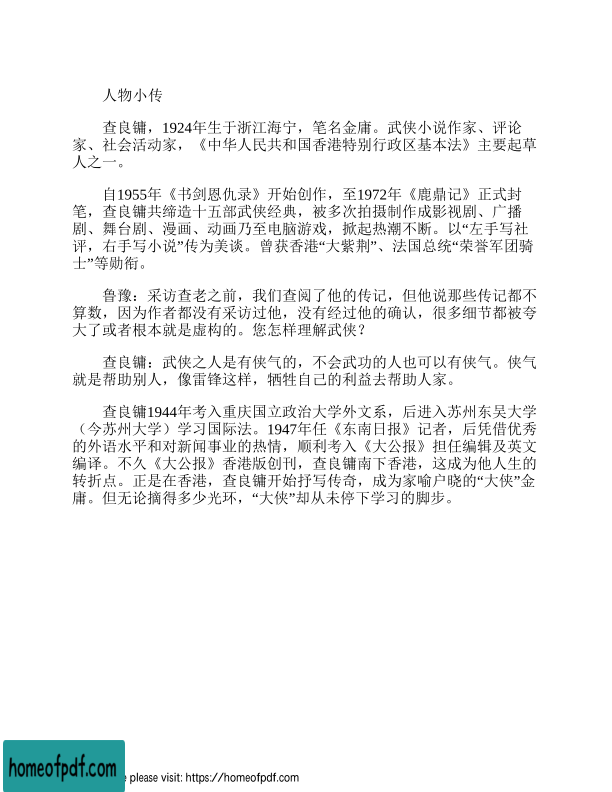 人物小传
查良镛，1924年生于浙江海宁，笔名金庸。武侠小说作家、评论
家、社会活动家，《中华人民共和国香港特别行政区基本法》主要起草
人之一。
自1955年《书剑恩仇录》开始创作，至1972年《鹿鼎记》正式封
笔，查良镛共缔造十五部武侠经典，被多次拍摄制作成影视剧、广播
剧、舞台剧、漫画、动画乃至电脑游戏，掀起热潮不断。以“左手写社
评，右手写小说”传为美谈。曾获香港“大紫荆”、法国总统“荣誉军团骑
士”等勋衔。
鲁豫：采访查老之前，我们查阅了他的传记，但他说那些传记都不
算数，因为作者都没有采访过他，没有经过他的确认，很多细节都被夸
大了或者根本就是虚构的。您怎样理解武侠？
查良镛：武侠之人是有侠气的，不会武功的人也可以有侠气。侠气
就是帮助别人，像雷锋这样，牺牲自己的利益去帮助人家。
查良镛1944年考入重庆国立政治大学外文系，后进入苏州东吴大学
（今苏州大学）学习国际法。1947年任《东南日报》记者，后凭借优秀
的外语水平和对新闻事业的热情，顺利考入《大公报》担任编辑及英文
编译。不久《大公报》香港版创刊，查良镛南下香港，这成为他人生的
转折点。正是在香港，查良镛开始抒写传奇，成为家喻户晓的“大侠”金
庸。但无论摘得多少光环，“大侠”却从未停下学习的脚步。
homeofpdf.com
please visit: https://homeofpdf.com